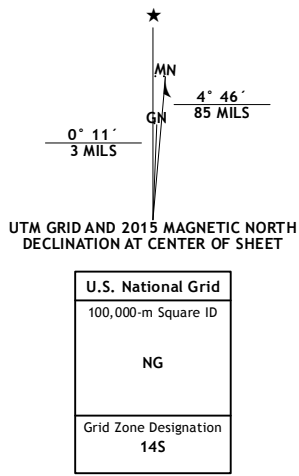 ★
MN
GN
4° 46´
85 MILS
0° 11´
3 MILS
UTM GRID AND 2015 MAGNETIC NORTH
DECLINATION AT CENTER OF SHEET
U.S. National Grid
100,000-m Square ID
NG
Grid Zone Designation
14S